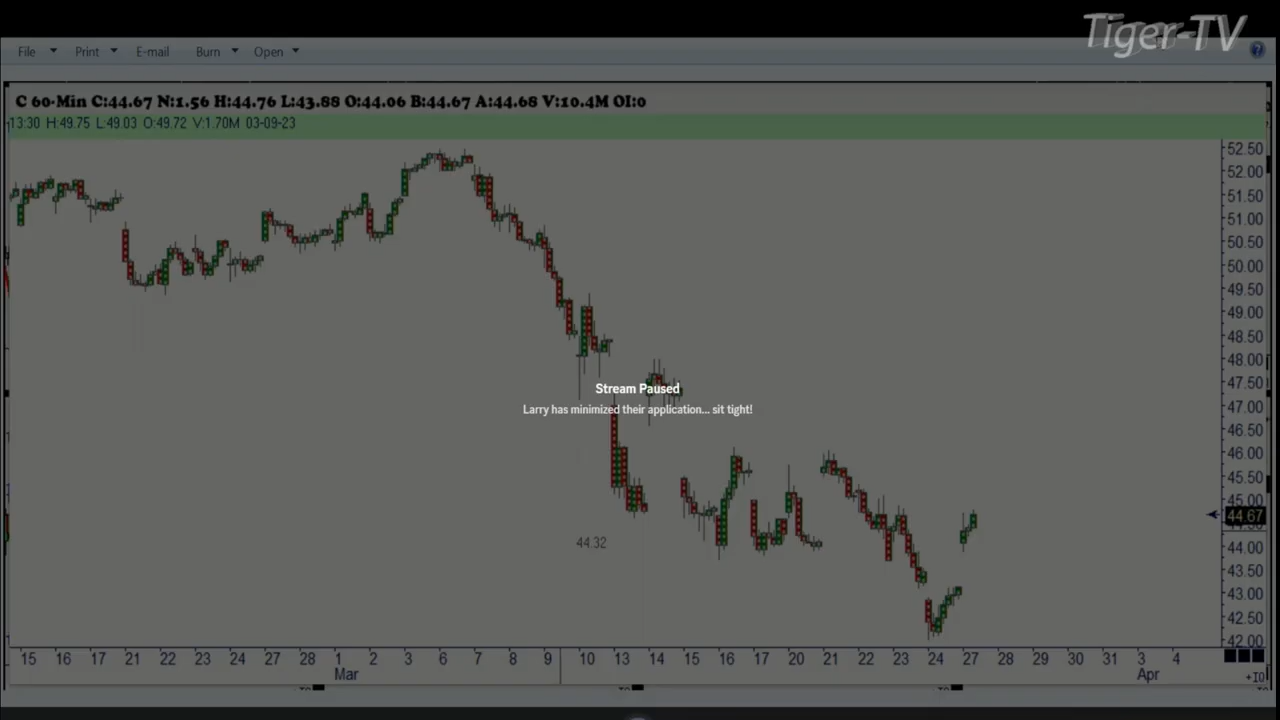 Tiger-TV
File Print E-mail Burn Open ?
C 60-Min C:44.67 N:1.56 H:44.76 L:43.88 O:44.06 B:44.67 A:44.68 V:10.4M OI:0
13:30 H:49.75 L:49.03 O:49.72 V:1.70M 03-09-23
52.50
52.00
51.50
51.00
50.50
50.00
49.50
49.00
48.50
48.00
47.50
47.00
46.50
46.00
45.50
45.00
44.67
44.00
43.50
43.00
42.50
42.00
Stream Paused
Larry has minimized their application... sit tight!
44.32
15 16 17 21 22 23 24 27 28 1 2 3 6 7 8 9 10 13 14 15 16 17 20 21 22 23 24 27 28 29 30 31 3 4
Mar Apr